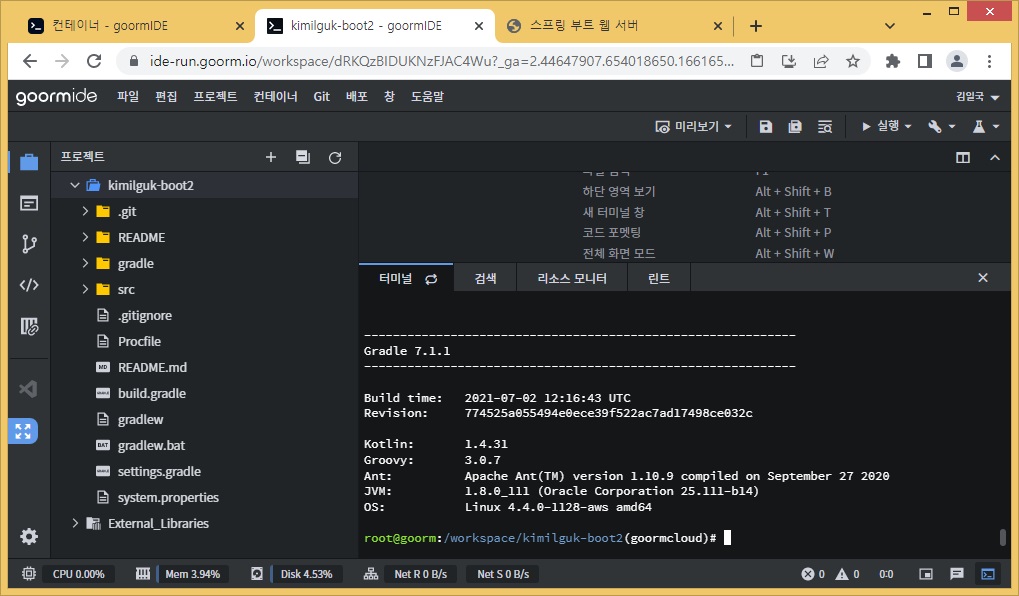 컨테이너 - goormIDE
kimilguk-boot2 - goormIDE
스프링 부트 웹 서버
ide-run.goorm.io/workspace/dRKQzBIDUKNzFJAC4Wu?_ga=2.44647907.654018650.166165...
goormide 파일 편집 프로젝트 컨테이너 Git 배포 창 도움말 김일국
미리보기 실행
프로젝트
kimilguk-boot2
.git
README
gradle
src
.gitignore
Procfile
README.md
build.gradle
gradlew
gradlew.bat
settings.gradle
system.properties
External_Libraries
하단 영역 보기 Alt + Shift + B
새 터미널 창 Alt + Shift + T
코드 포멧팅 Alt + Shift + P
전체 화면 모드 Alt + Shift + W
터미널 검색 리소스 모니터 린트
------------------------------------------------------------
Gradle 7.1.1
------------------------------------------------------------
Build time: 2021-07-02 12:16:43 UTC
Revision: 774525a055494e0ece39f522ac7ad17498ce032c
Kotlin: 1.4.31
Groovy: 3.0.7
Ant: Apache Ant(TM) version 1.10.9 compiled on September 27 2020
JVM: 1.8.0_111 (Oracle Corporation 25.111-b14)
OS: Linux 4.4.0-1128-aws amd64
root@goorm:/workspace/kimilguk-boot2(goormcloud)#
CPU 0.00% Mem 3.94% Disk 4.53% Net R 0 B/s Net S 0 B/s 0 0 0:0